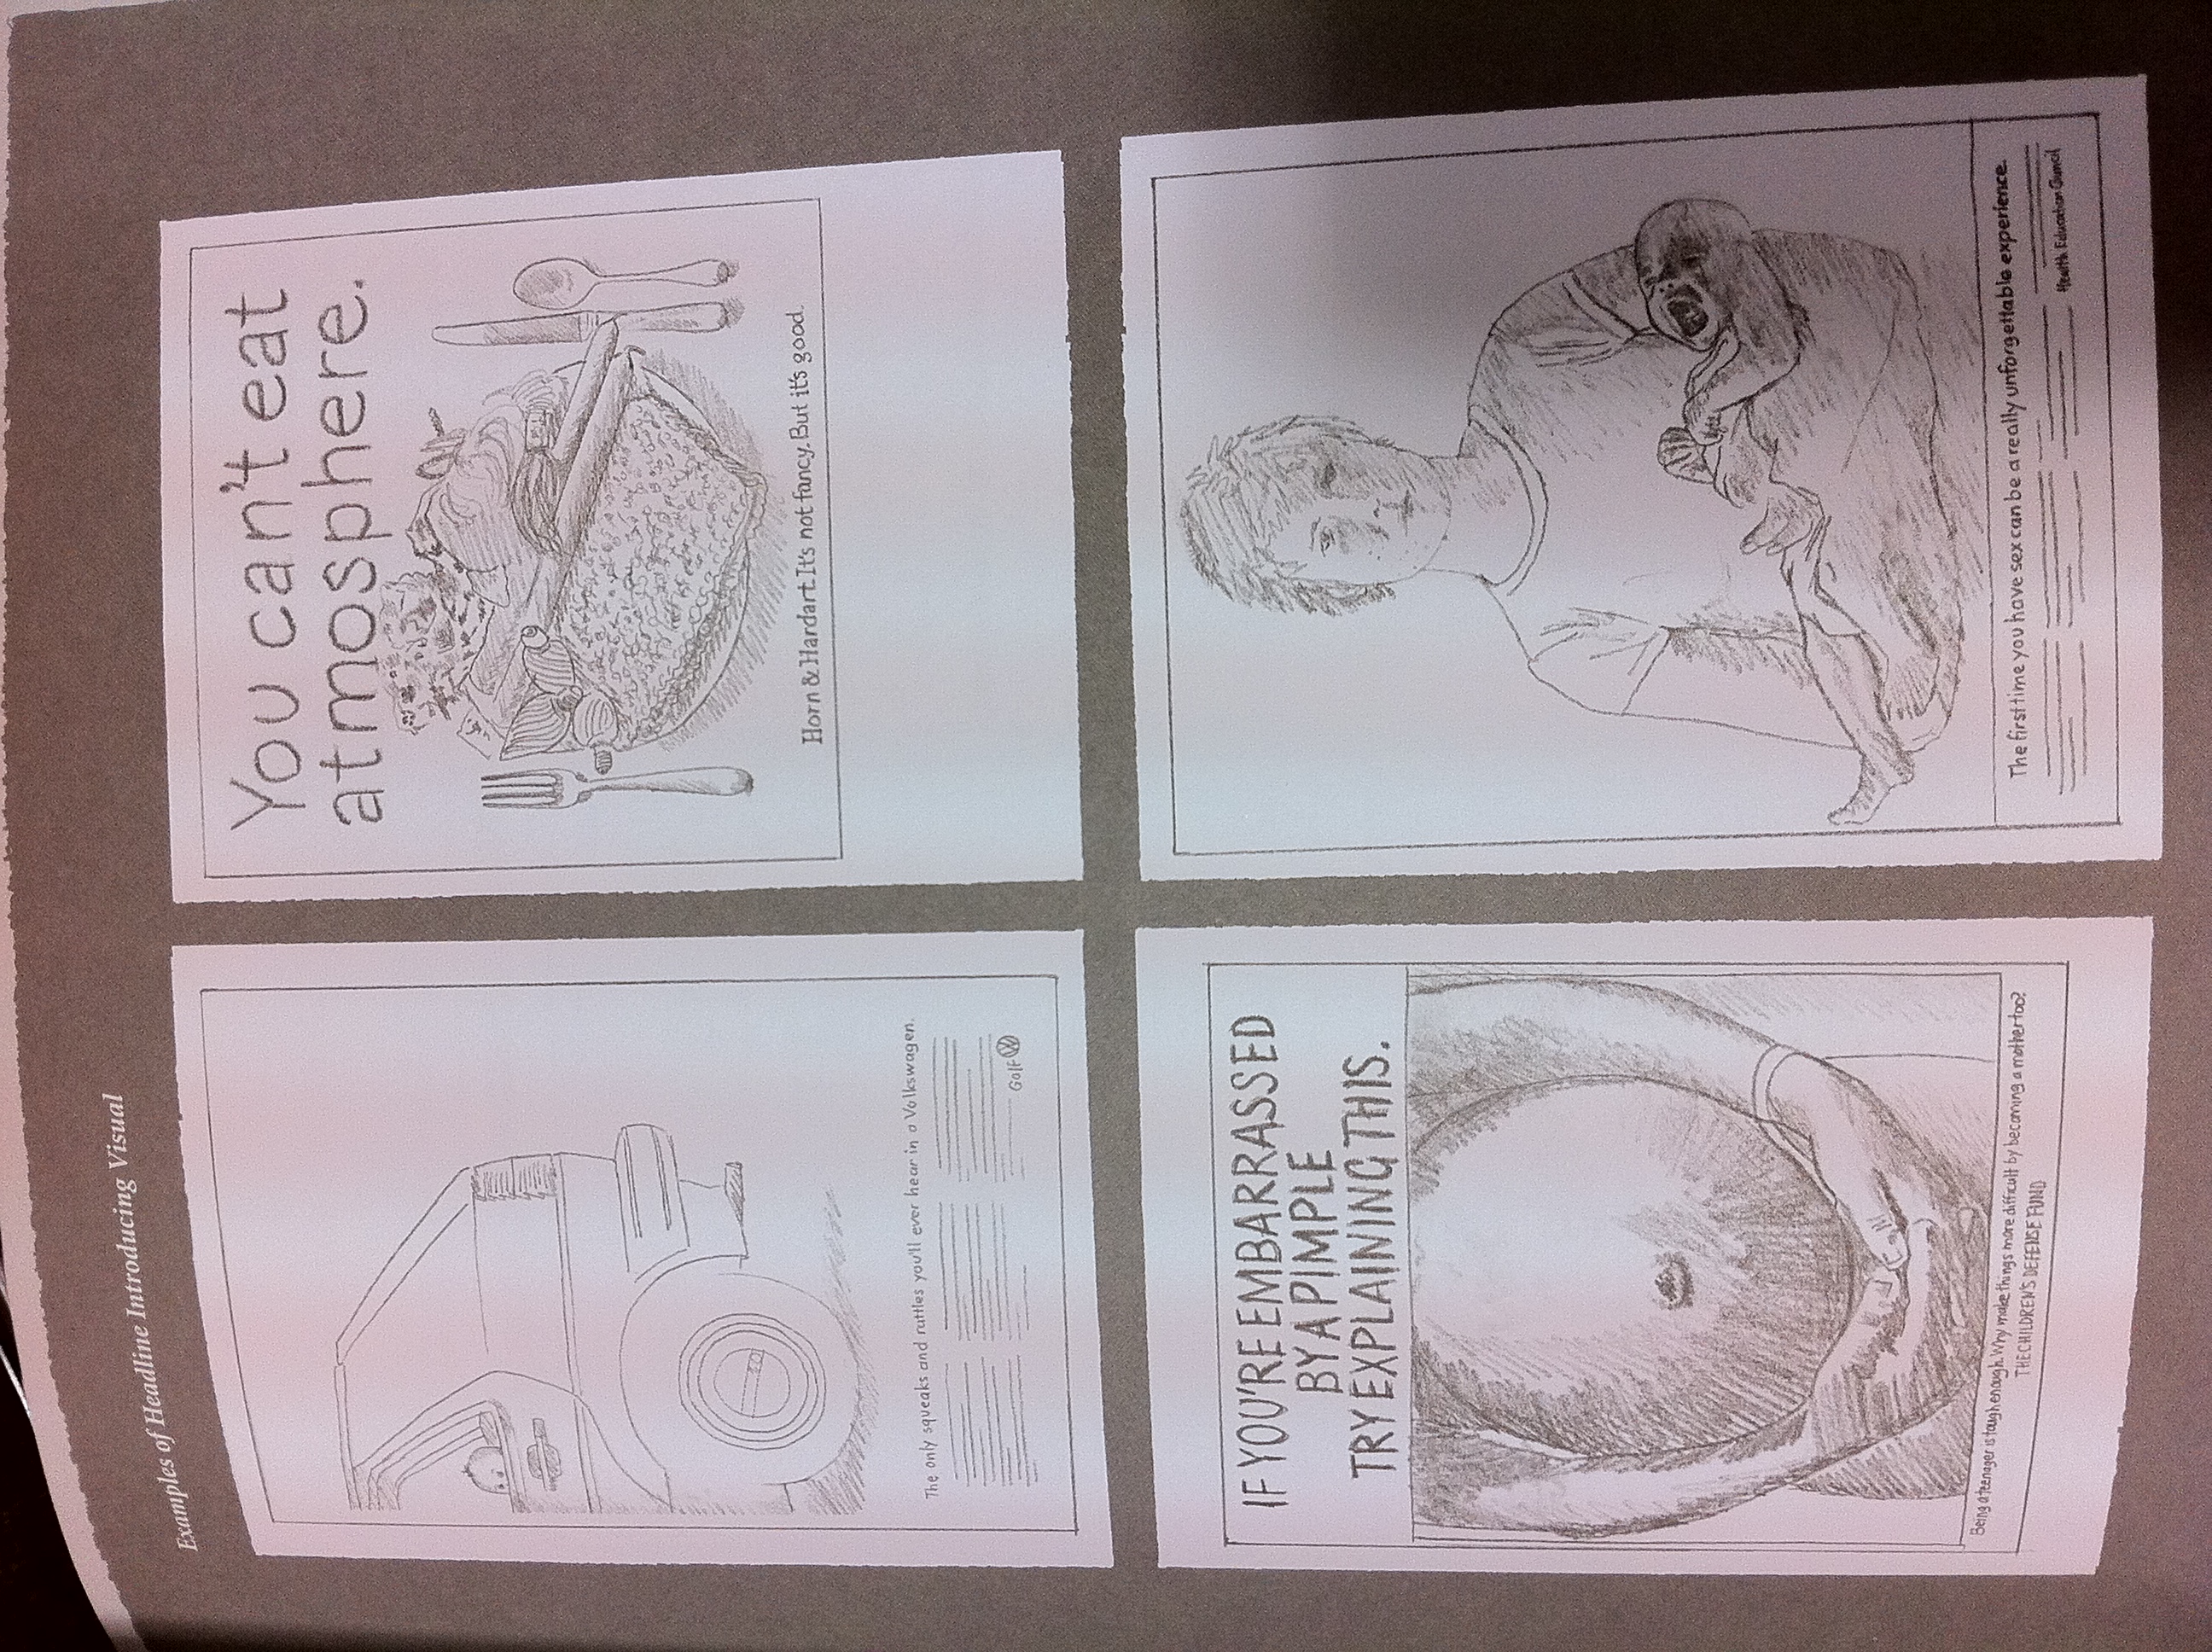 Examples of Headline Introducing Visual
The only squeaks and rattles you'll ever hear in a Volkswagen.
Golf VW
You can't eat
atmosphere.
Horn & Hardart. It's not fancy. But it's good.
IF YOU'RE EMBARRASSED
BY A PIMPLE
TRY EXPLAINING THIS.
Being a teenager is tough enough. Why make things more difficult by becoming a mother too?
THE CHILDREN'S DEFENSE FUND
The first time you have sex can be a really unforgettable experience.
Health Education Council